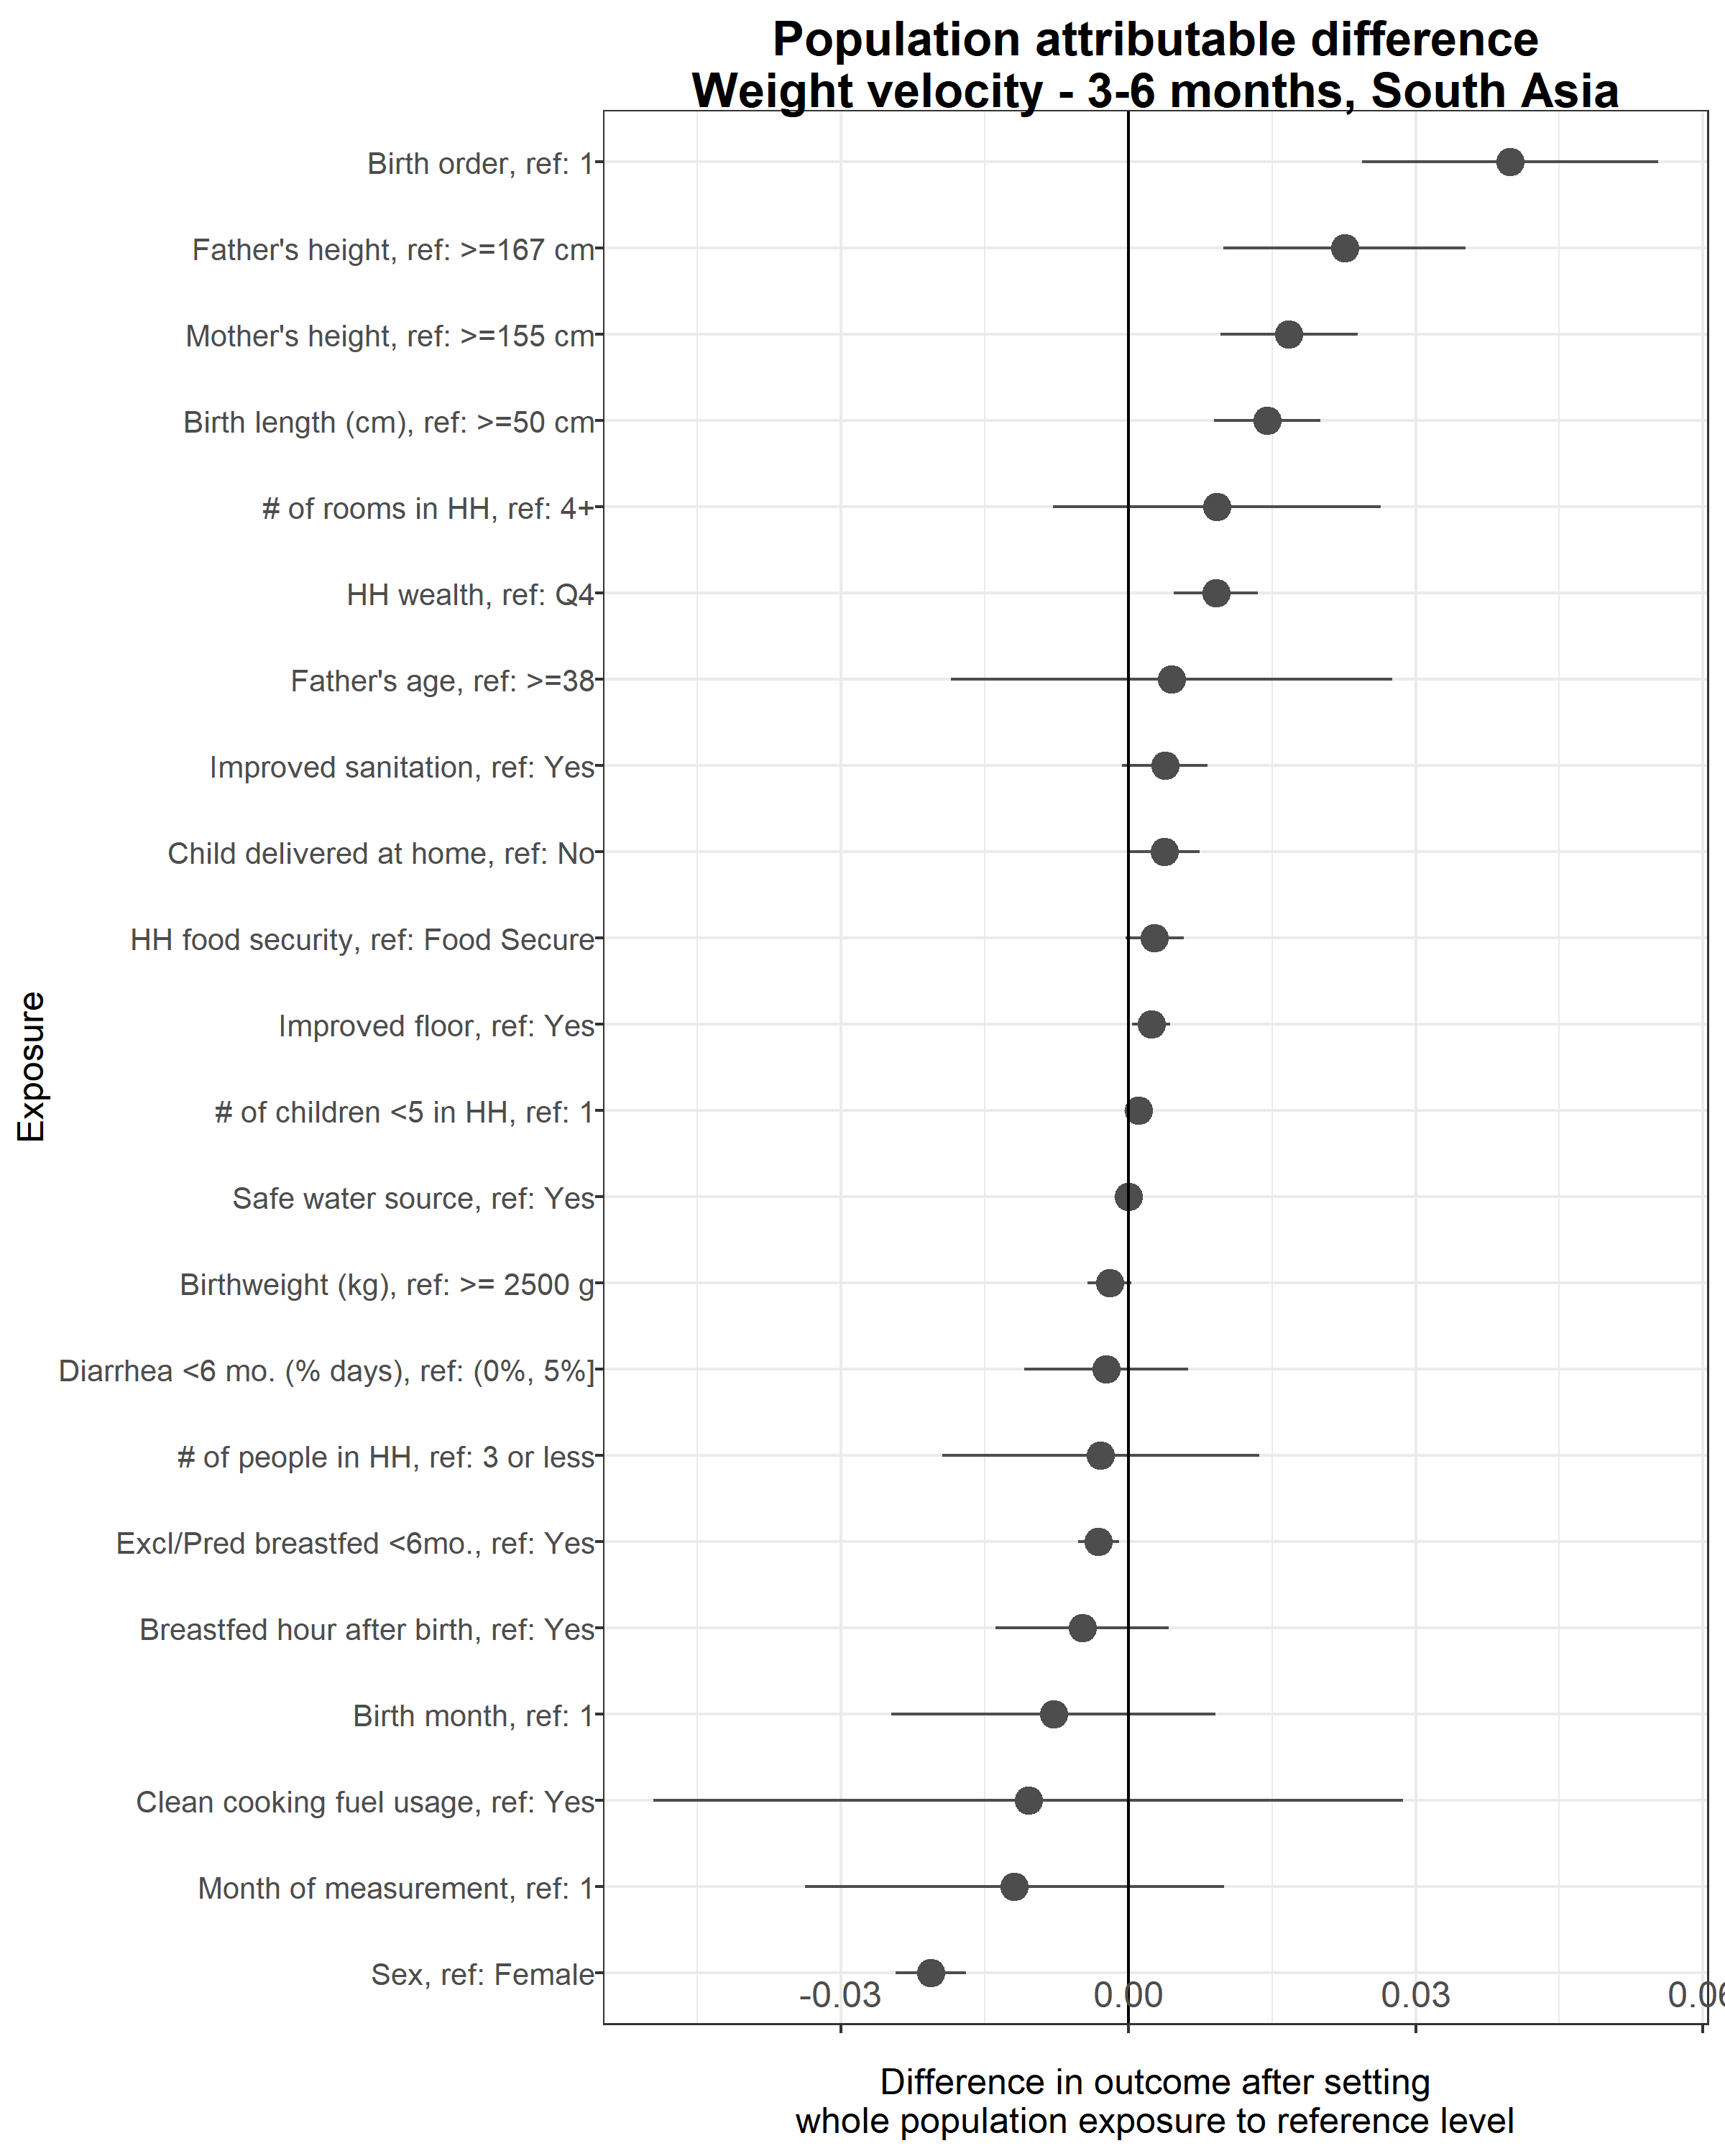 Population attributable difference
Weight velocity - 3-6 months, South Asia
Birth order, ref: 1
Father's height, ref: >=167 cm
Mother's height, ref: >=155 cm
Birth length (cm), ref: >=50 cm
# of rooms in HH, ref: 4+
HH wealth, ref: Q4
Father's age, ref: >=38
Improved sanitation, ref: Yes
Child delivered at home, ref: No
HH food security, ref: Food Secure
Improved floor, ref: Yes
# of children <5 in HH, ref: 1
Safe water source, ref: Yes
Birthweight (kg), ref: >= 2500 g
Diarrhea <6 mo. (% days), ref: (0%, 5%]
# of people in HH, ref: 3 or less
Excl/Pred breastfed <6mo., ref: Yes
Breastfed hour after birth, ref: Yes
Birth month, ref: 1
Clean cooking fuel usage, ref: Yes
Month of measurement, ref: 1
Sex, ref: Female
Exposure
-0.03 0.00 0.03 0.06
Difference in outcome after setting
whole population exposure to reference level